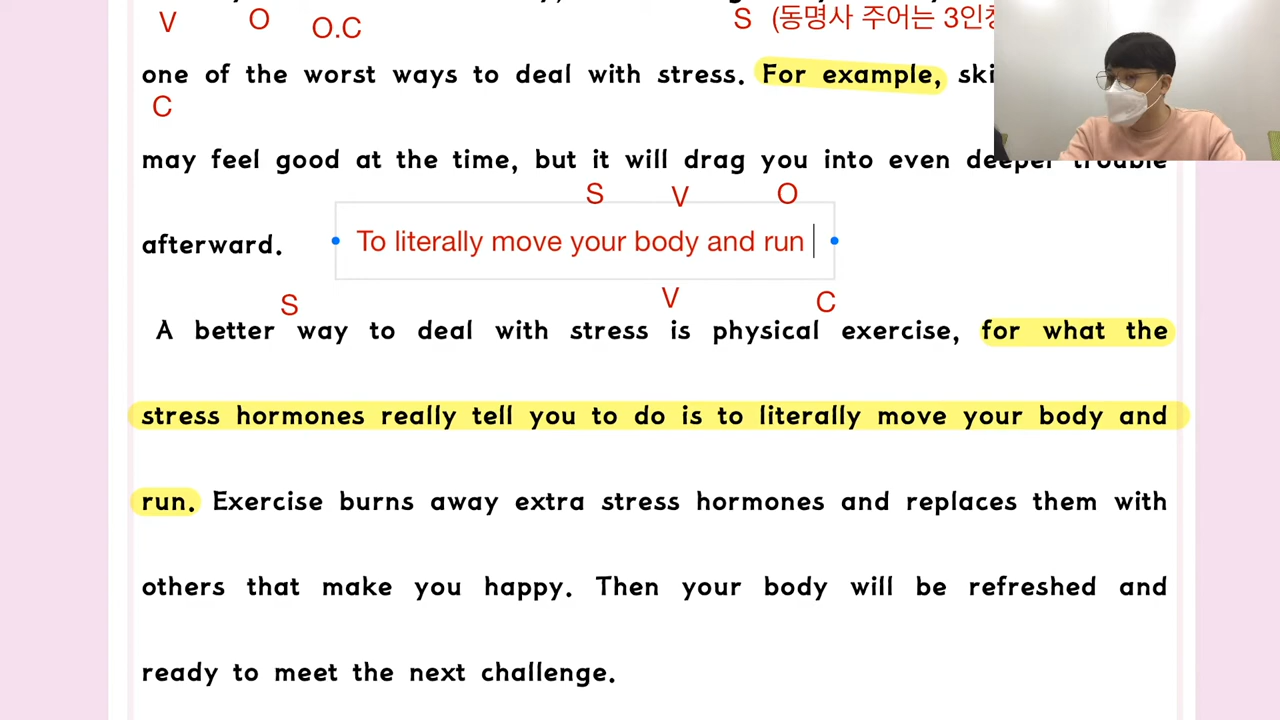 V O O.C S (동명사 주어는 3인칭
one of the worst ways to deal with stress. For example,
C
may feel good at the time, but it will drag you into even deeper trouble
S V O
afterward. To literally move your body and run
S V C
A better way to deal with stress is physical exercise, for what the
stress hormones really tell you to do is to literally move your body and
run. Exercise burns away extra stress hormones and replaces them with
others that make you happy. Then your body will be refreshed and
ready to meet the next challenge.